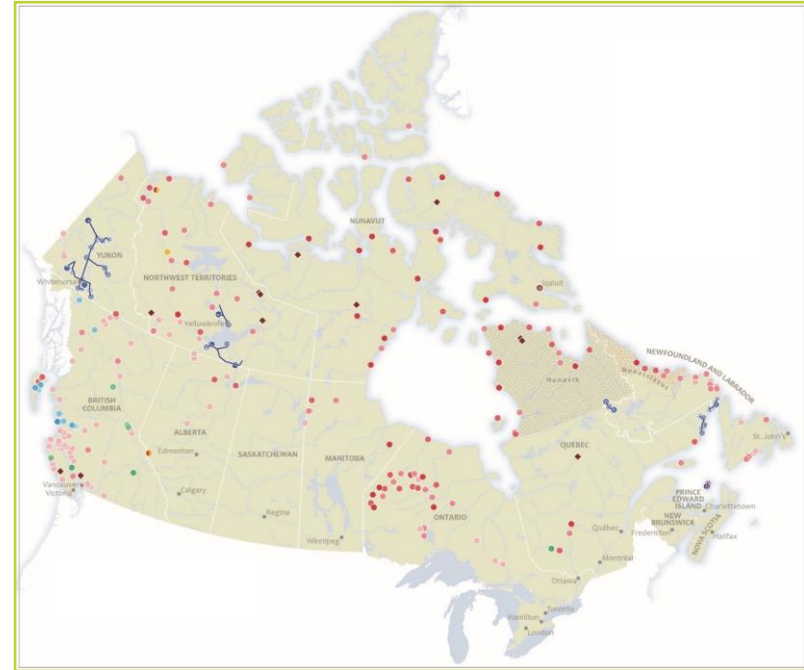 NUNAVUT
YUKON
Whitehorse
NORTHWEST TERRITORIES
Iqaluit
Yellowknife
NEWFOUNDLAND AND LABRADOR
Nunavik
Nunatsiavut
BRITISH
COLUMBIA
ALBERTA
Edmonton
SASKATCHEWAN
MANITOBA
QUEBEC
St. John's
Vancouver
Victoria
Calgary
Regina
Winnipeg
ONTARIO
PRINCE
EDWARD
ISLAND
Charlottetown
NEW
BRUNSWICK
Québec
Fredericton
NOVA SCOTIA
Halifax
Montréal
Ottawa
Toronto
Hamilton
London